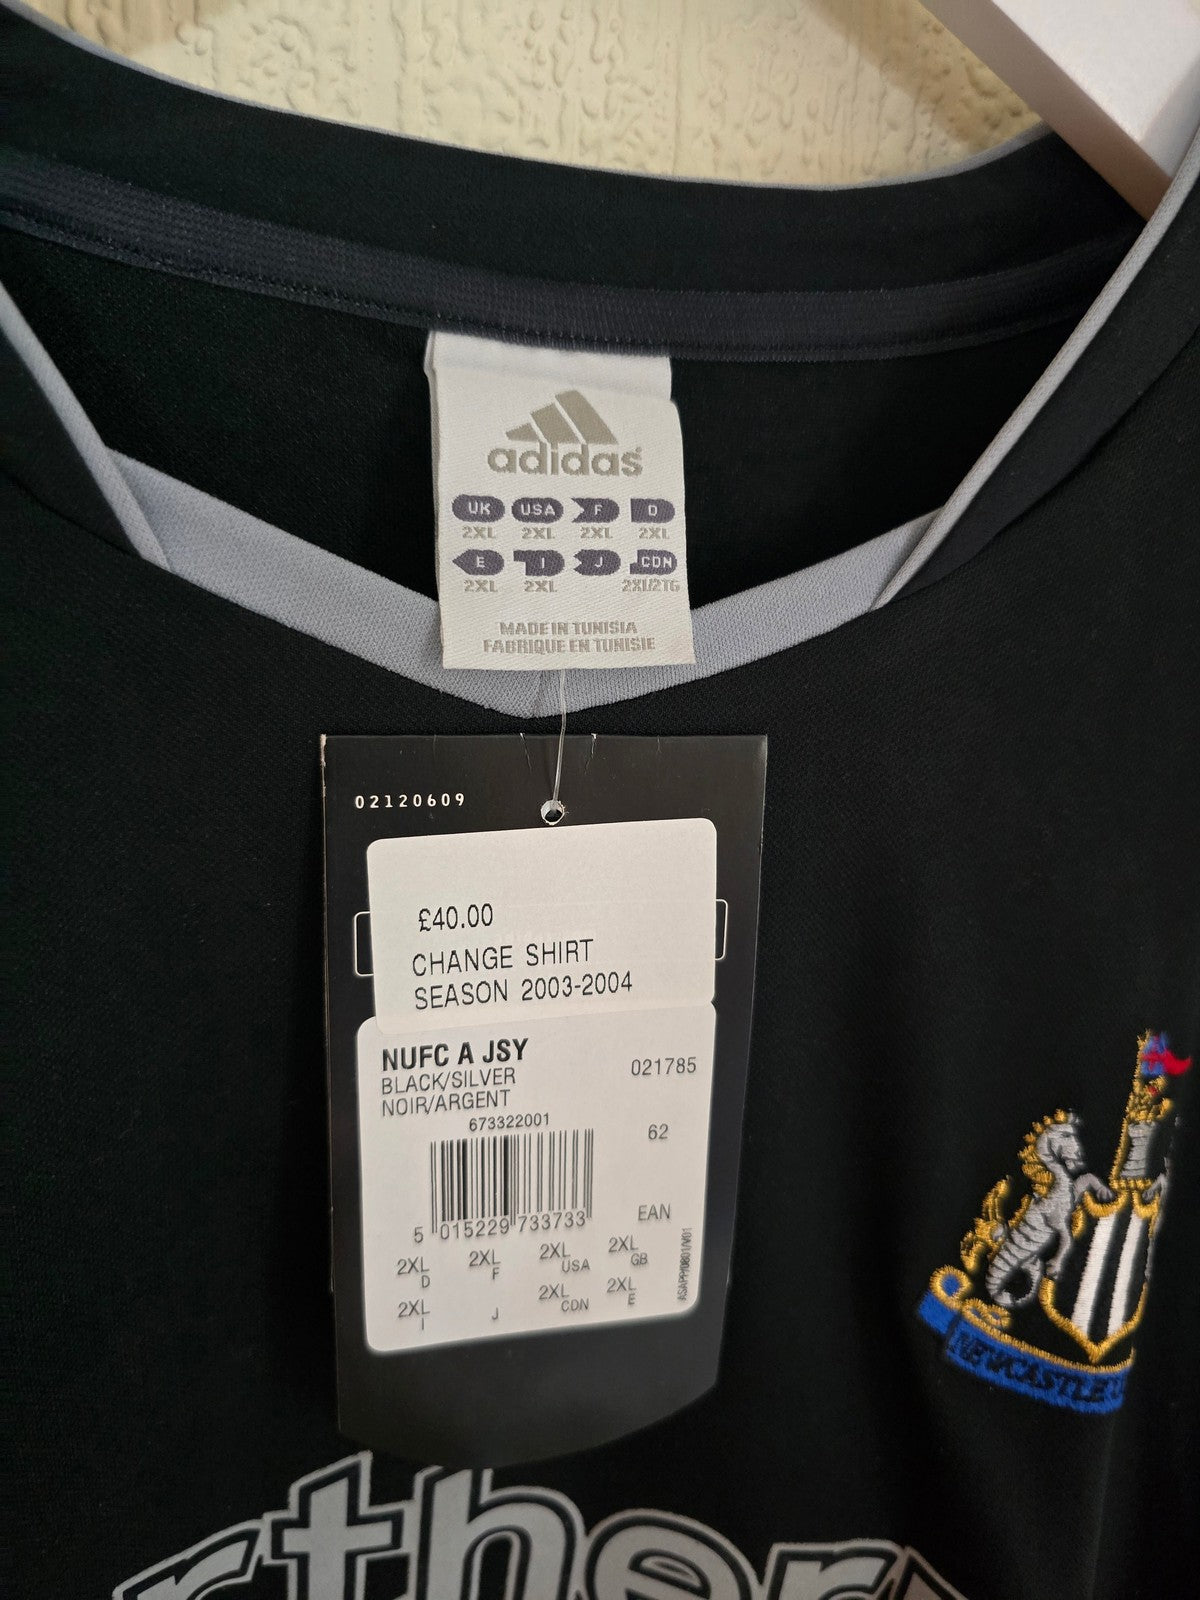 adidas
UK USA F D
2XL 2XL 2XL 2XL
E I J CDN
2XL 2XL 2XL/2TG
MADE IN TUNISIA
FABRIQUE EN TUNISIE
02120609
£40.00
CHANGE SHIRT
SEASON 2003-2004
NUFC A JSY
BLACK/SILVER
NOIR/ARGENT
021785
673322001
62
5 015229 733733
EAN
2XL D 2XL F 2XL USA 2XL GB
2XL I J 2XL CDN 2XL E
NEWCASTLE U
rther